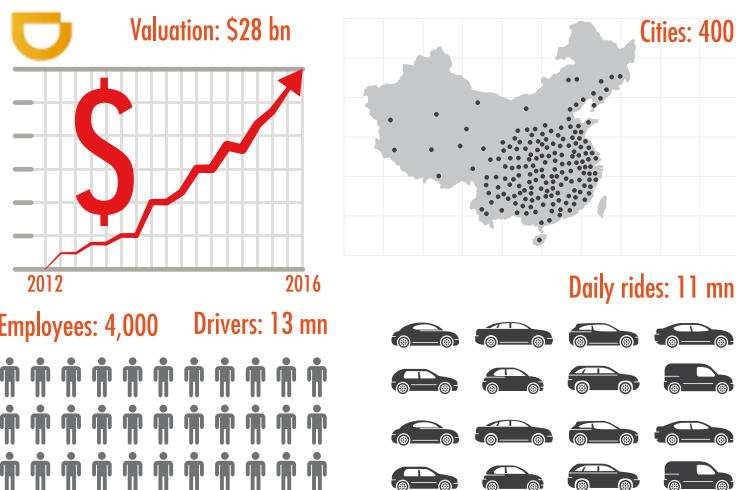 Valuation: $28 bn
Cities: 400
$
2012
2016
Daily rides: 11 mn
Employees: 4,000
Drivers: 13 mn